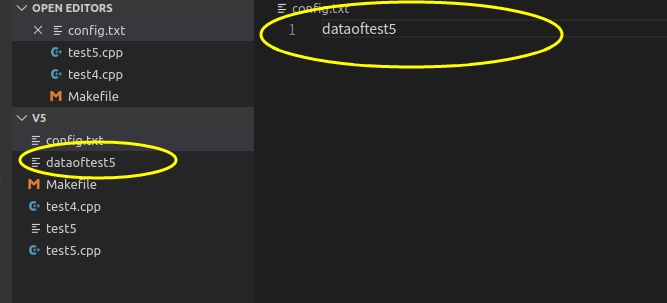 OPEN EDITORS
config.txt
test5.cpp
test4.cpp
M Makefile
V5
config.txt
dataoftest5
M Makefile
test4.cpp
test5
test5.cpp
config.txt
1 dataoftest5